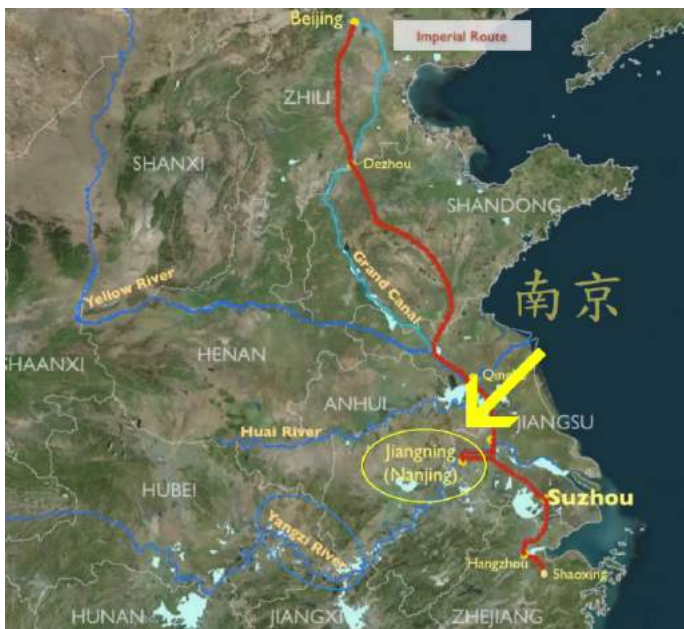 Beijing
Imperial Route
ZHILI
SHANXI
Dezhou
SHANDONG
Grand Canal
Yellow River
南京
HENAN
SHAANXI
ANHUI
JIANGSU
Huai River
Jiangning
(Nanjing)
HUBEI
Suzhou
Yangzi River
Hangzhou
Shaoxing
HUNAN
JIANGXI
ZHEJIANG